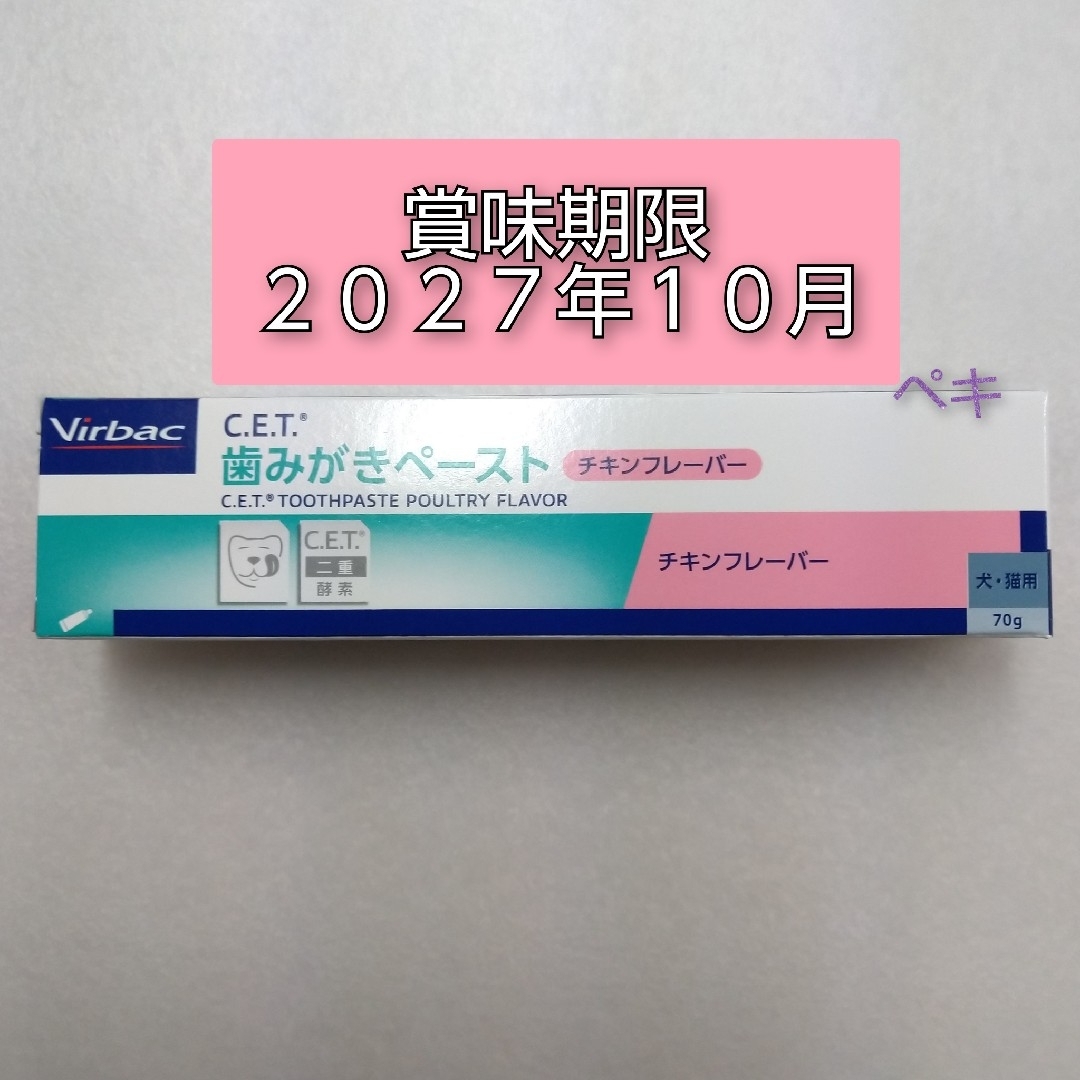 賞味期限
２０２７年１０月
ペキ
Virbac
C.E.T.®
歯みがきペースト チキンフレーバー
C.E.T.® TOOTHPASTE POULTRY FLAVOR
C.E.T.®
二重
酵素
チキンフレーバー
犬・猫用
70g